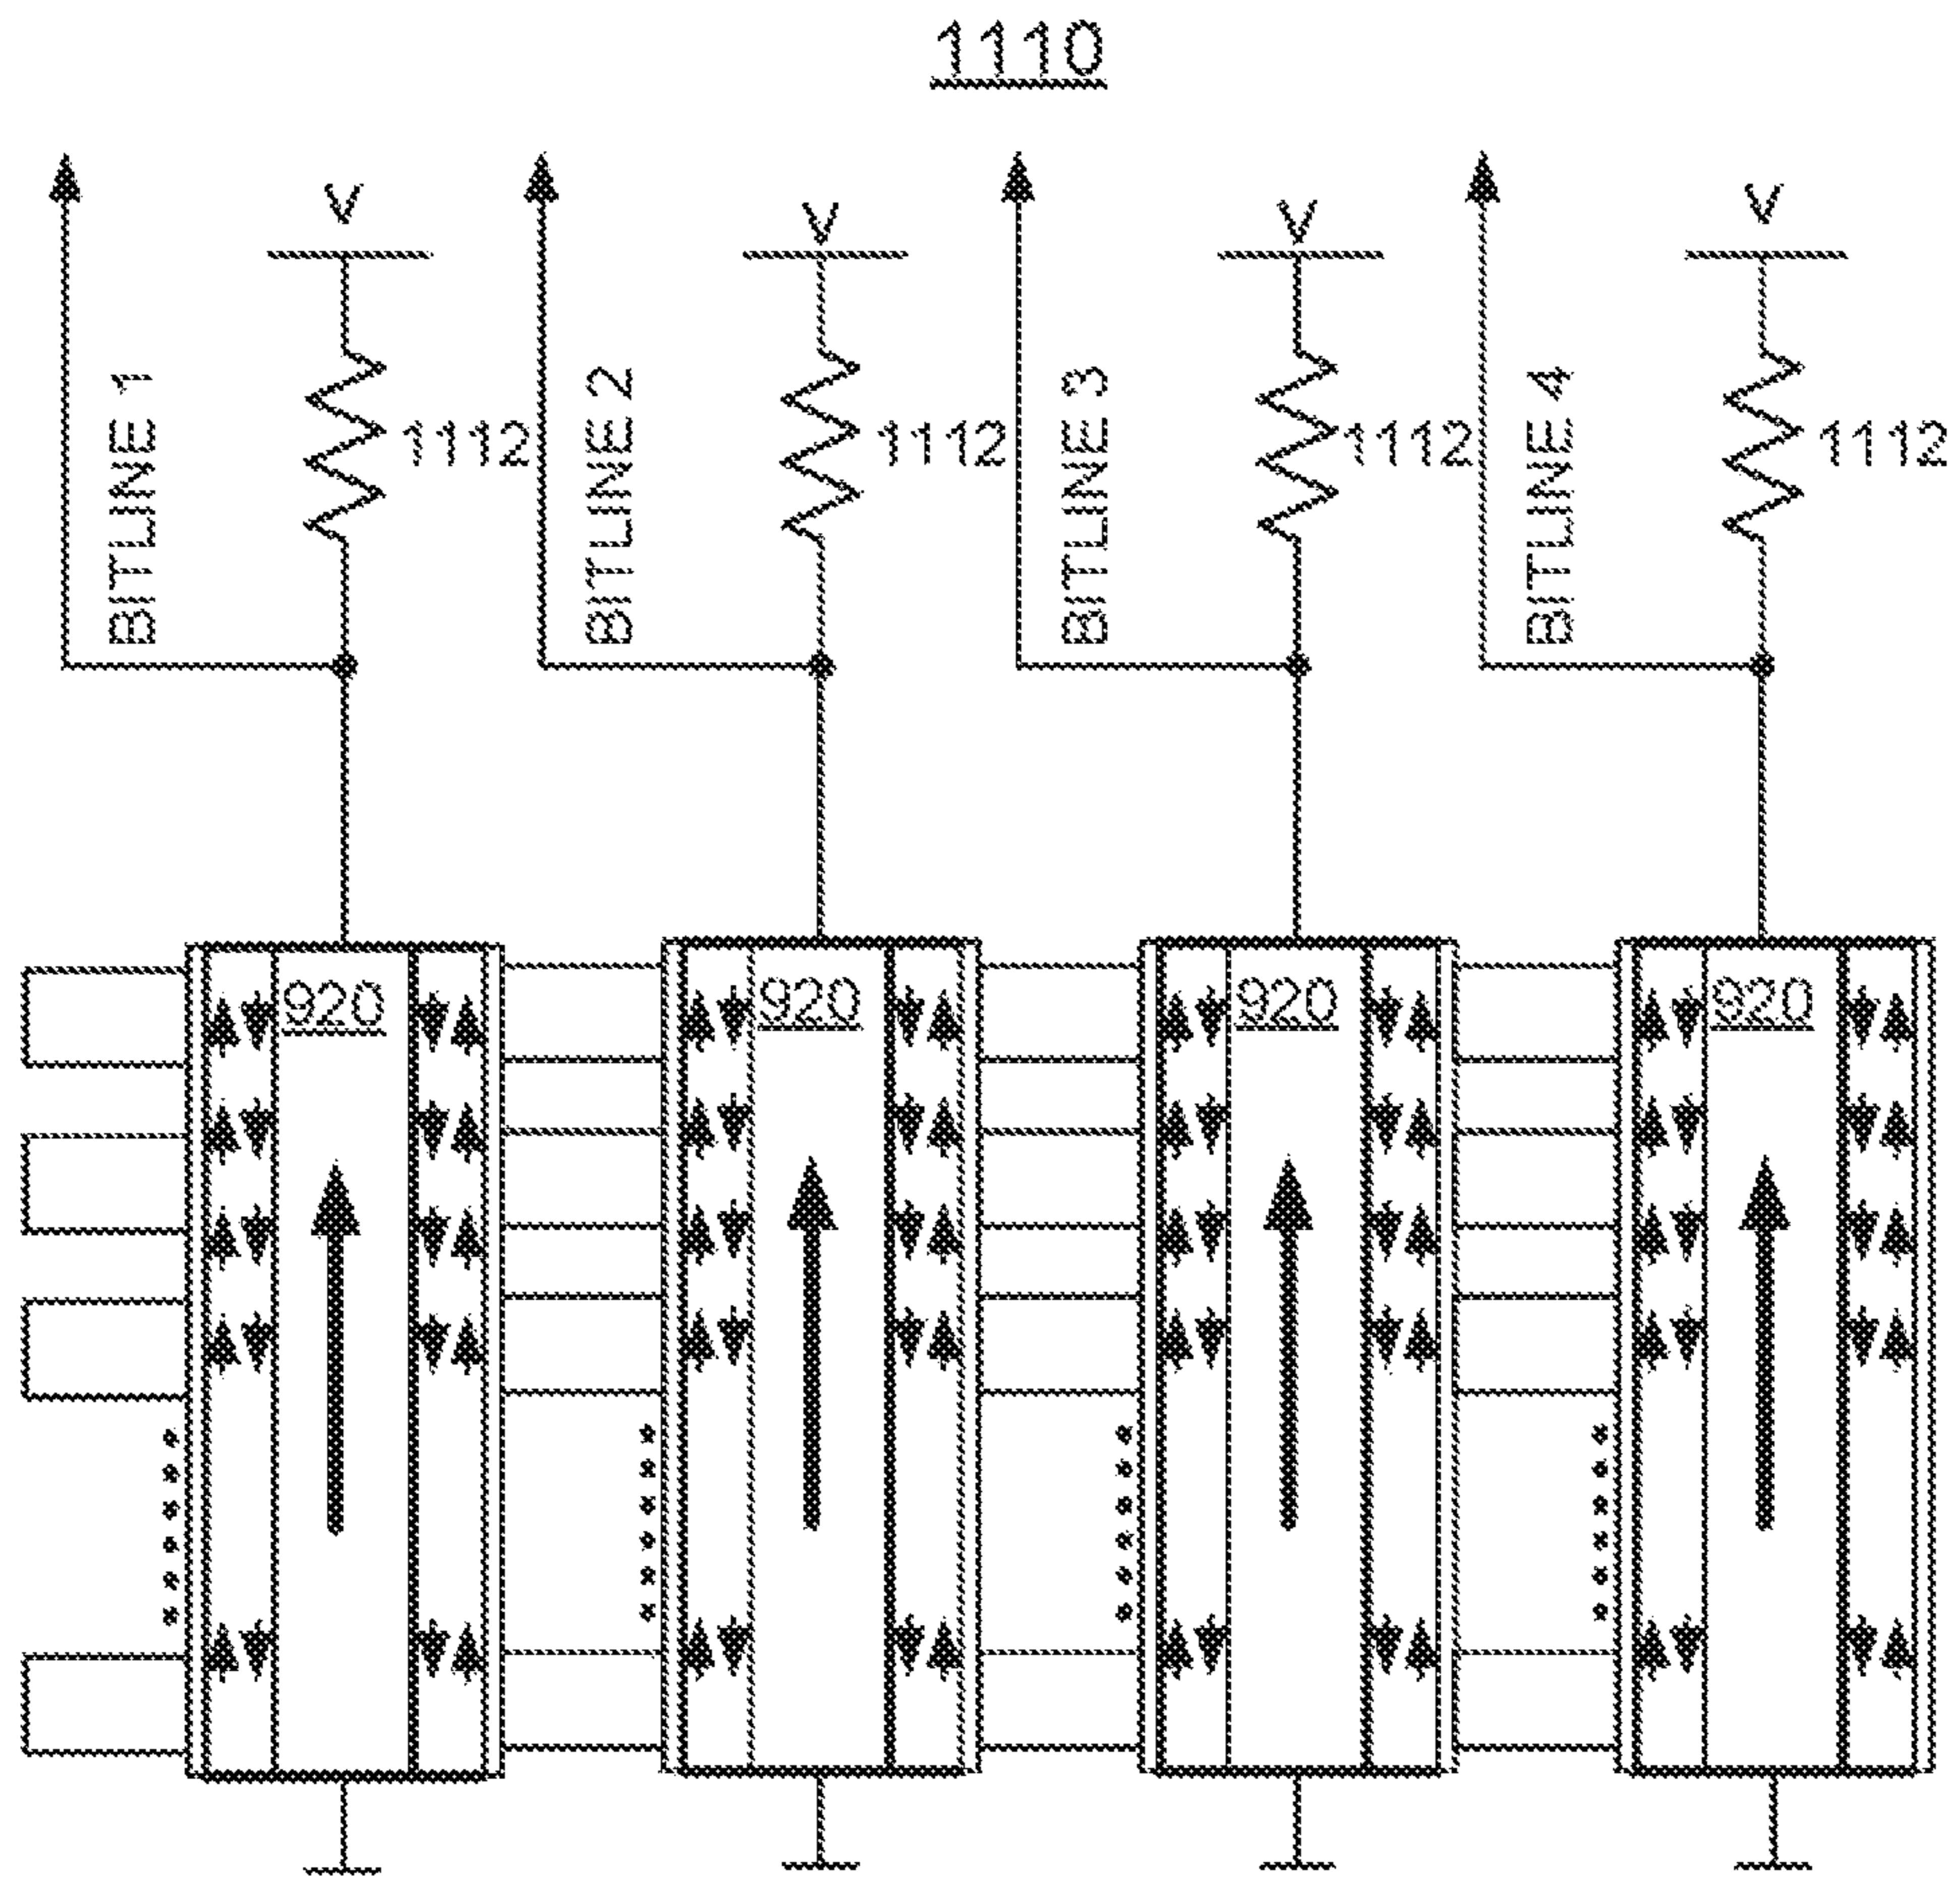 1110
V
V
V
V
BITLINE 1
1112
BITLINE 2
1112
BITLINE 3
1112
BITLINE 4
1112
920
920
920
920